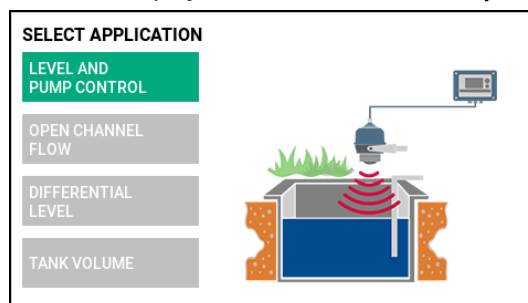 SELECT APPLICATION
LEVEL AND
PUMP CONTROL
OPEN CHANNEL
FLOW
DIFFERENTIAL
LEVEL
TANK VOLUME